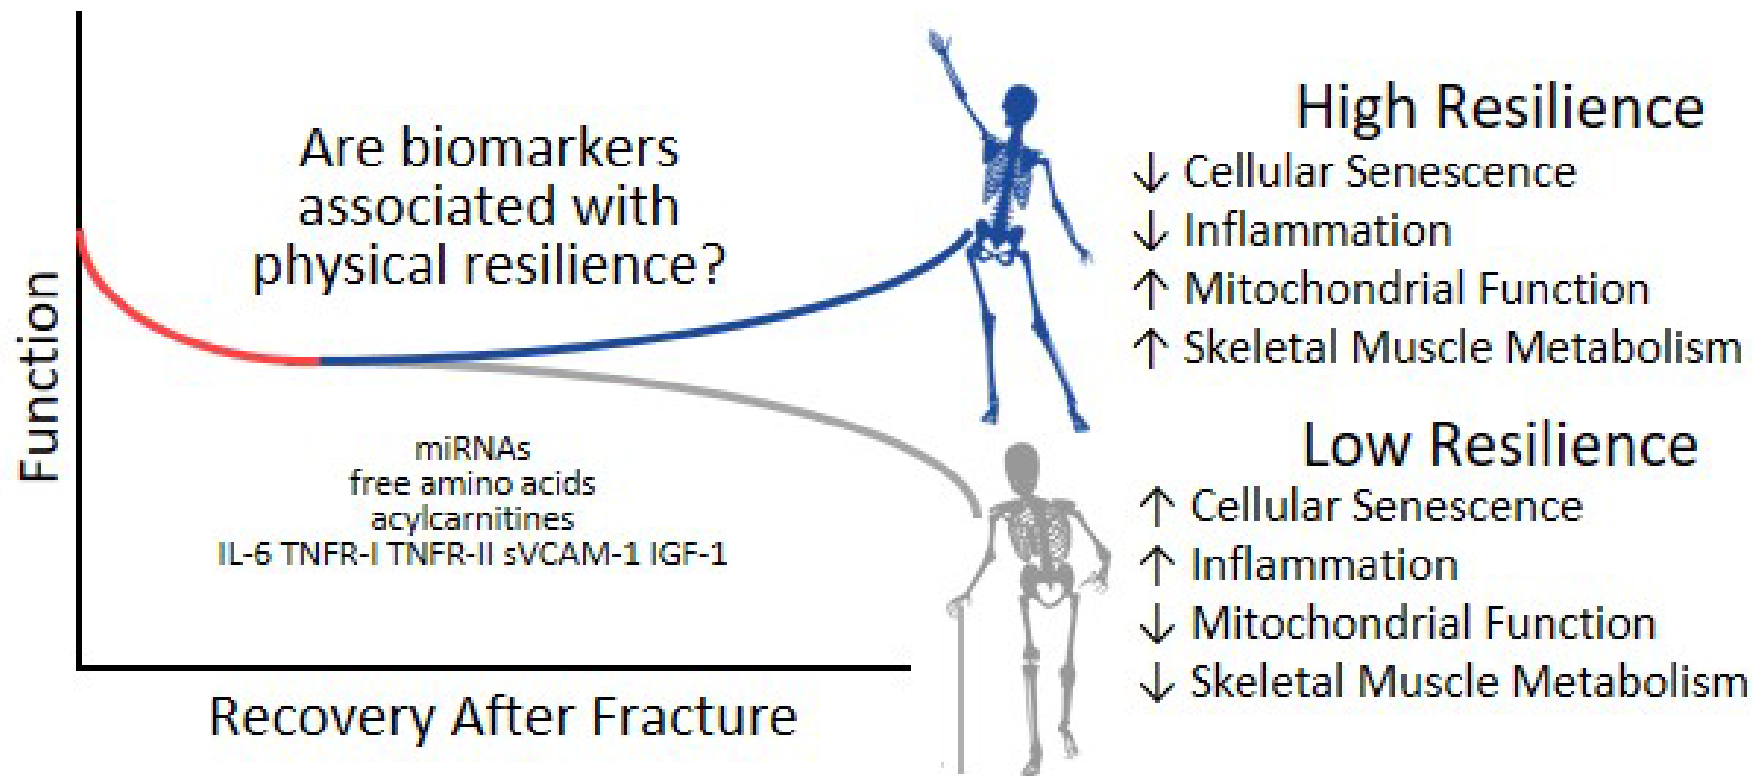 Are biomarkers
associated with
physical resilience?
Function
miRNAs
free amino acids
acylcarnitines
IL-6 TNFR-I TNFR-II sVCAM-1 IGF-1
Recovery After Fracture
High Resilience
↓ Cellular Senescence
↓ Inflammation
↑ Mitochondrial Function
↑ Skeletal Muscle Metabolism
Low Resilience
↑ Cellular Senescence
↑ Inflammation
↓ Mitochondrial Function
↓ Skeletal Muscle Metabolism